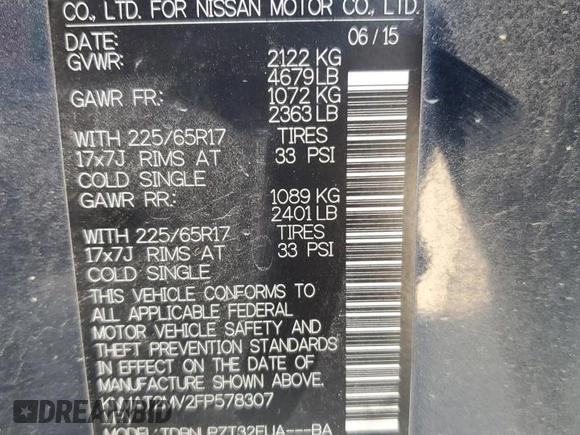 CO., LTD. FOR NISSAN MOTOR CO., LTD.
DATE: 06/15
GVWR: 2122 KG
4679 LB
GAWR FR: 1072 KG
2363 LB
WITH 225/65R17 TIRES
17x7J RIMS AT 33 PSI
COLD SINGLE
GAWR RR: 1089 KG
2401 LB
WITH 225/65R17 TIRES
17x7J RIMS AT 33 PSI
COLD SINGLE
THIS VEHICLE CONFORMS TO
ALL APPLICABLE FEDERAL
MOTOR VEHICLE SAFETY AND
THEFT PREVENTION STANDARDS
IN EFFECT ON THE DATE OF
MANUFACTURE SHOWN ABOVE.
MODEL:
DREAMBID
dreambid.com